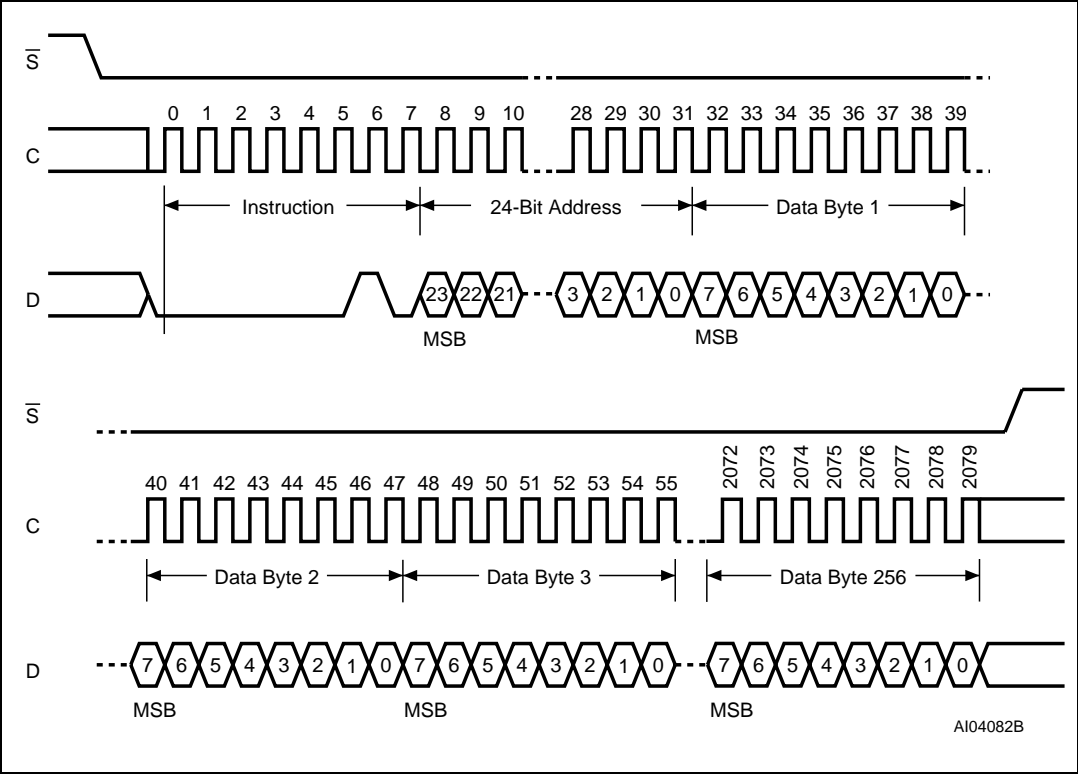 S
0 1 2 3 4 5 6 7 8 9 10 28 29 30 31 32 33 34 35 36 37 38 39
C
Instruction 24-Bit Address Data Byte 1
D 23 22 21 3 2 1 0 7 6 5 4 3 2 1 0
MSB MSB
S
40 41 42 43 44 45 46 47 48 49 50 51 52 53 54 55 2072 2073 2074 2075 2076 2077 2078 2079
C
Data Byte 2 Data Byte 3 Data Byte 256
D 7 6 5 4 3 2 1 0 7 6 5 4 3 2 1 0 7 6 5 4 3 2 1 0
MSB MSB MSB
AI04082B